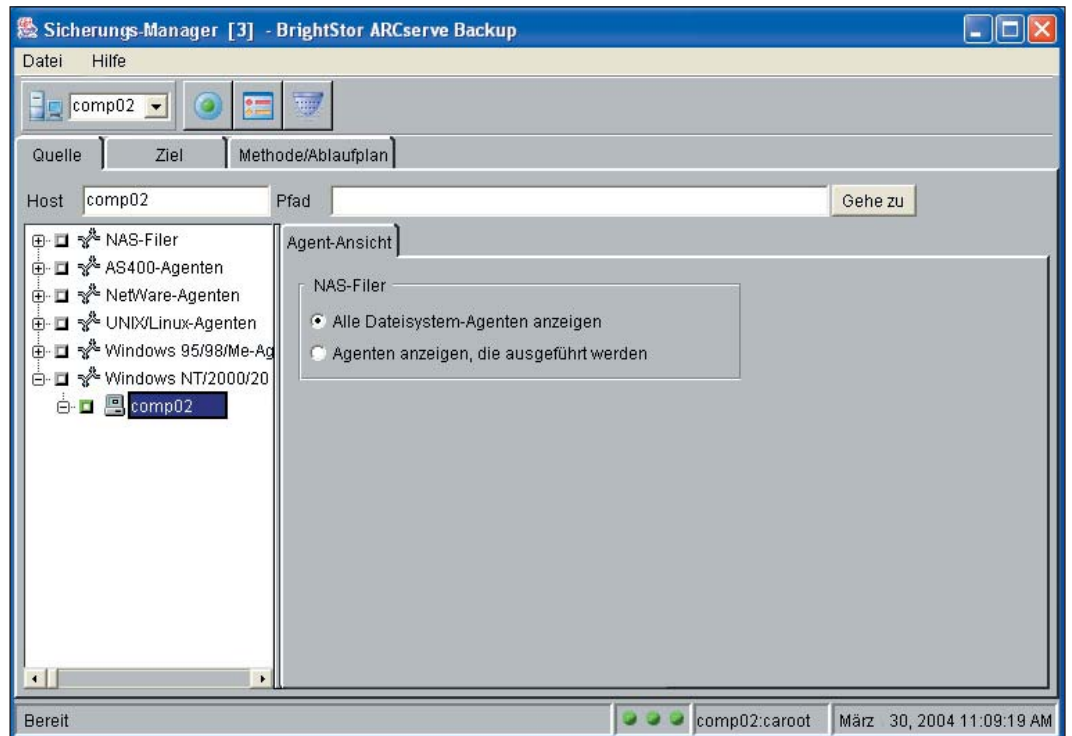 Sicherungs-Manager [3] - BrightStor ARCserve Backup
Datei Hilfe
comp02
Quelle Ziel Methode/Ablaufplan
Host comp02 Pfad Gehe zu
NAS-Filer
AS400-Agenten
NetWare-Agenten
UNIX/Linux-Agenten
Windows 95/98/Me-Ag
Windows NT/2000/20
comp02
Agent-Ansicht
NAS-Filer
Alle Dateisystem-Agenten anzeigen
Agenten anzeigen, die ausgeführt werden
Bereit comp02:caroot März 30, 2004 11:09:19 AM